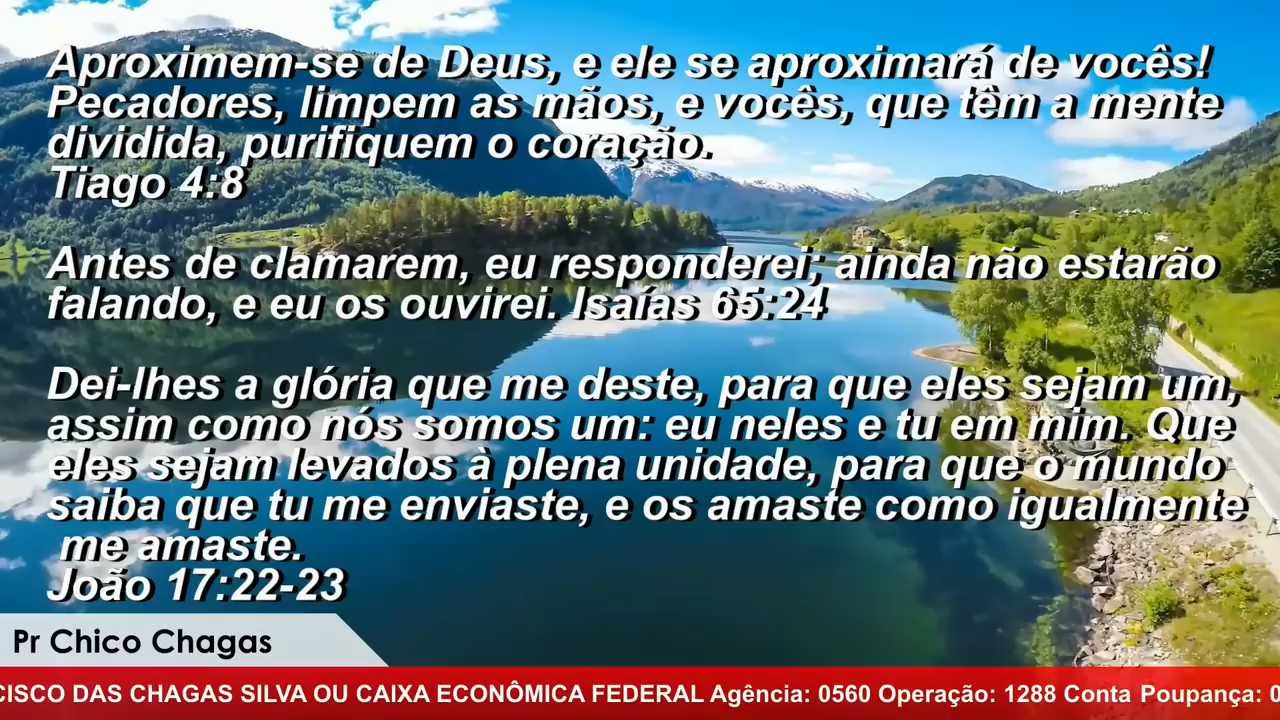 Aproximem-se de Deus, e ele se aproximará de vocês!
Pecadores, limpem as mãos, e vocês, que têm a mente
dividida, purifiquem o coração.
Tiago 4:8
Antes de clamarem, eu responderei; ainda não estarão
falando, e eu os ouvirei. Isaías 65:24
Dei-lhes a glória que me deste, para que eles sejam um,
assim como nós somos um: eu neles e tu em mim. Que
eles sejam levados à plena unidade, para que o mundo
saiba que tu me enviaste, e os amaste como igualmente
me amaste.
João 17:22-23
Pr Chico Chagas
CISCO DAS CHAGAS SILVA OU CAIXA ECONÔMICA FEDERAL Agência: 0560 Operação: 1288 Conta Poupança: 0